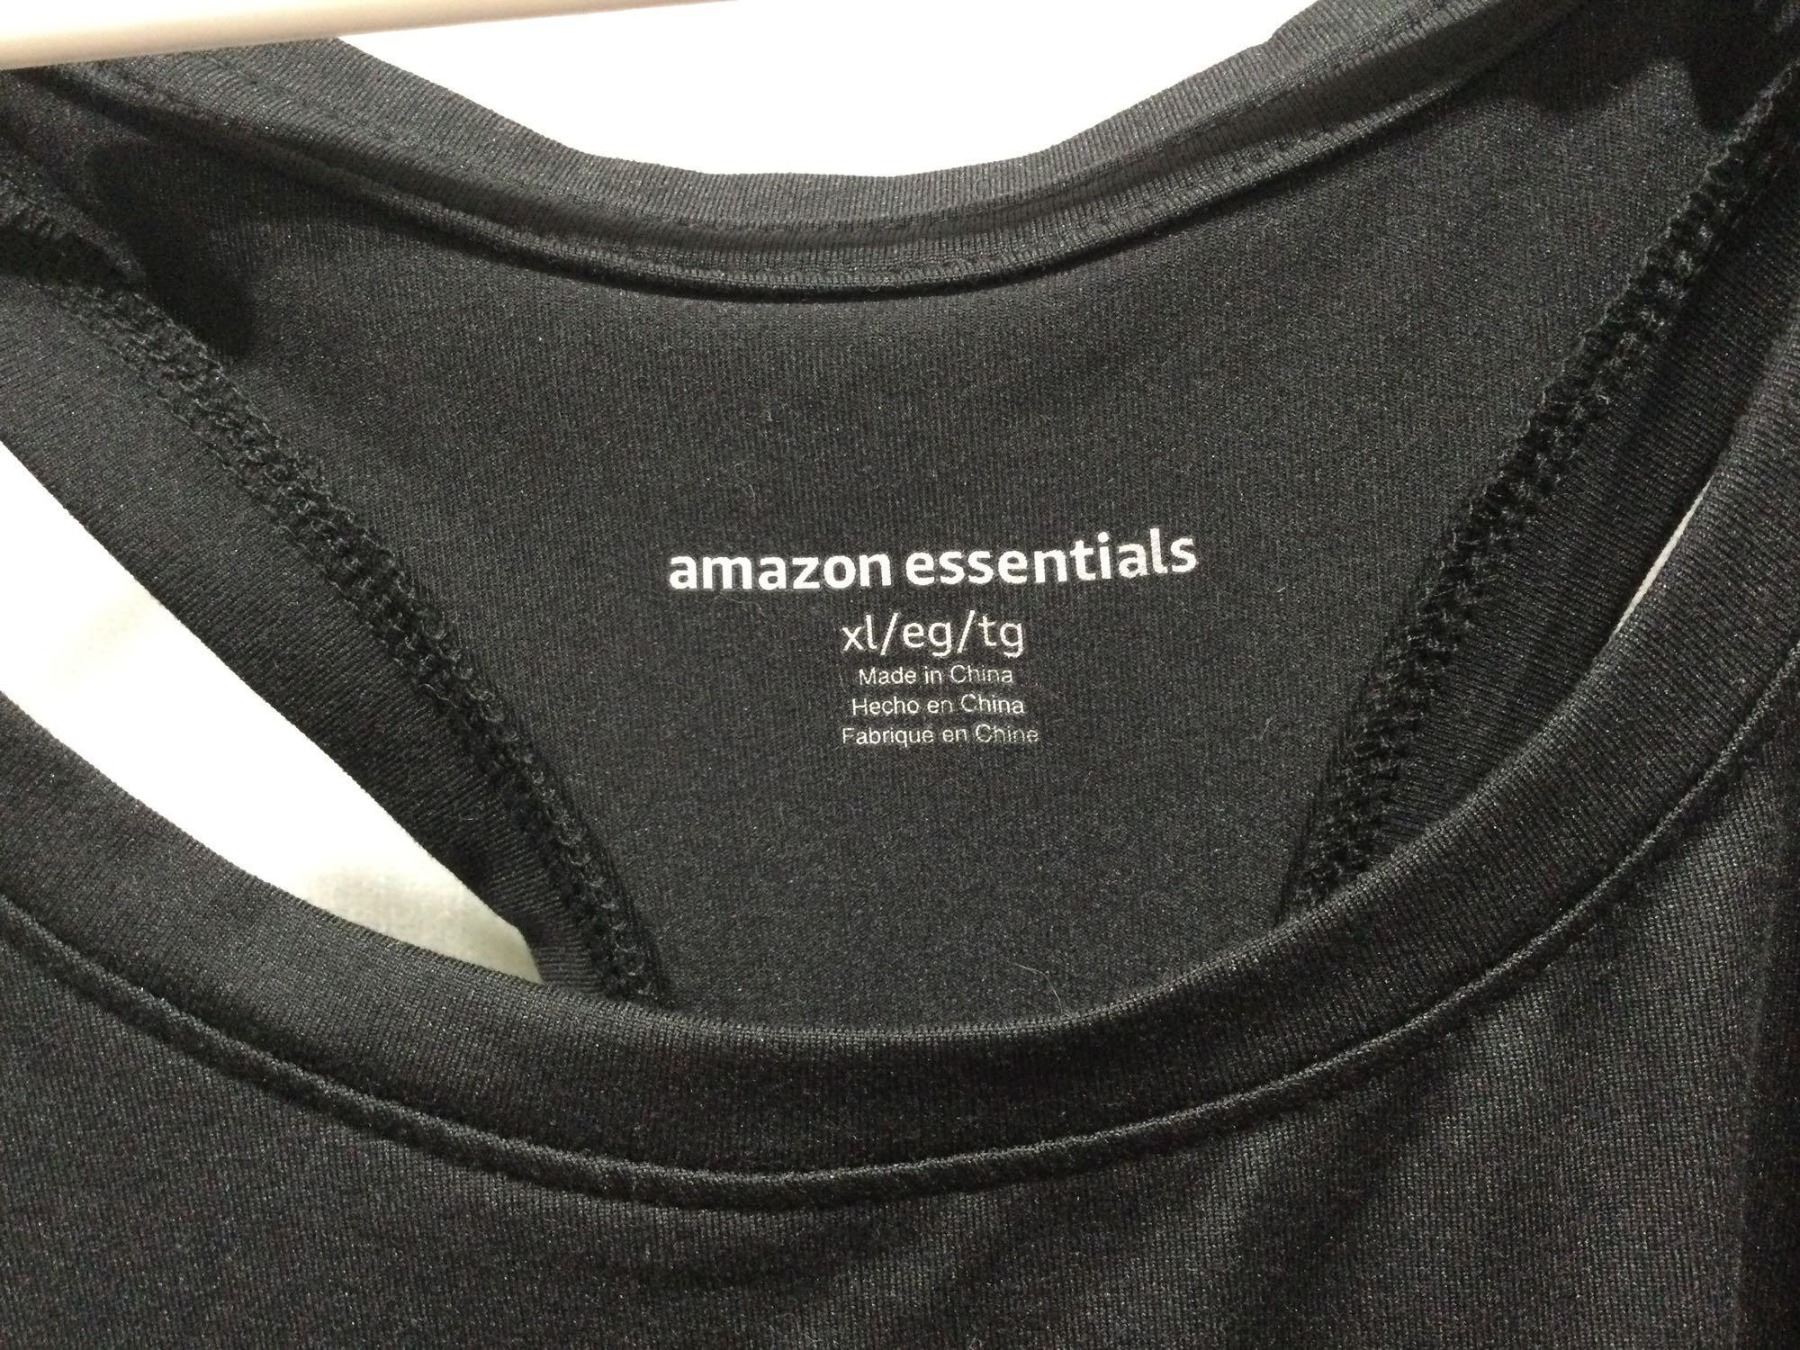 amazon essentials
xl/eg/tg
Made in China
Hecho en China
Fabriqué en Chine